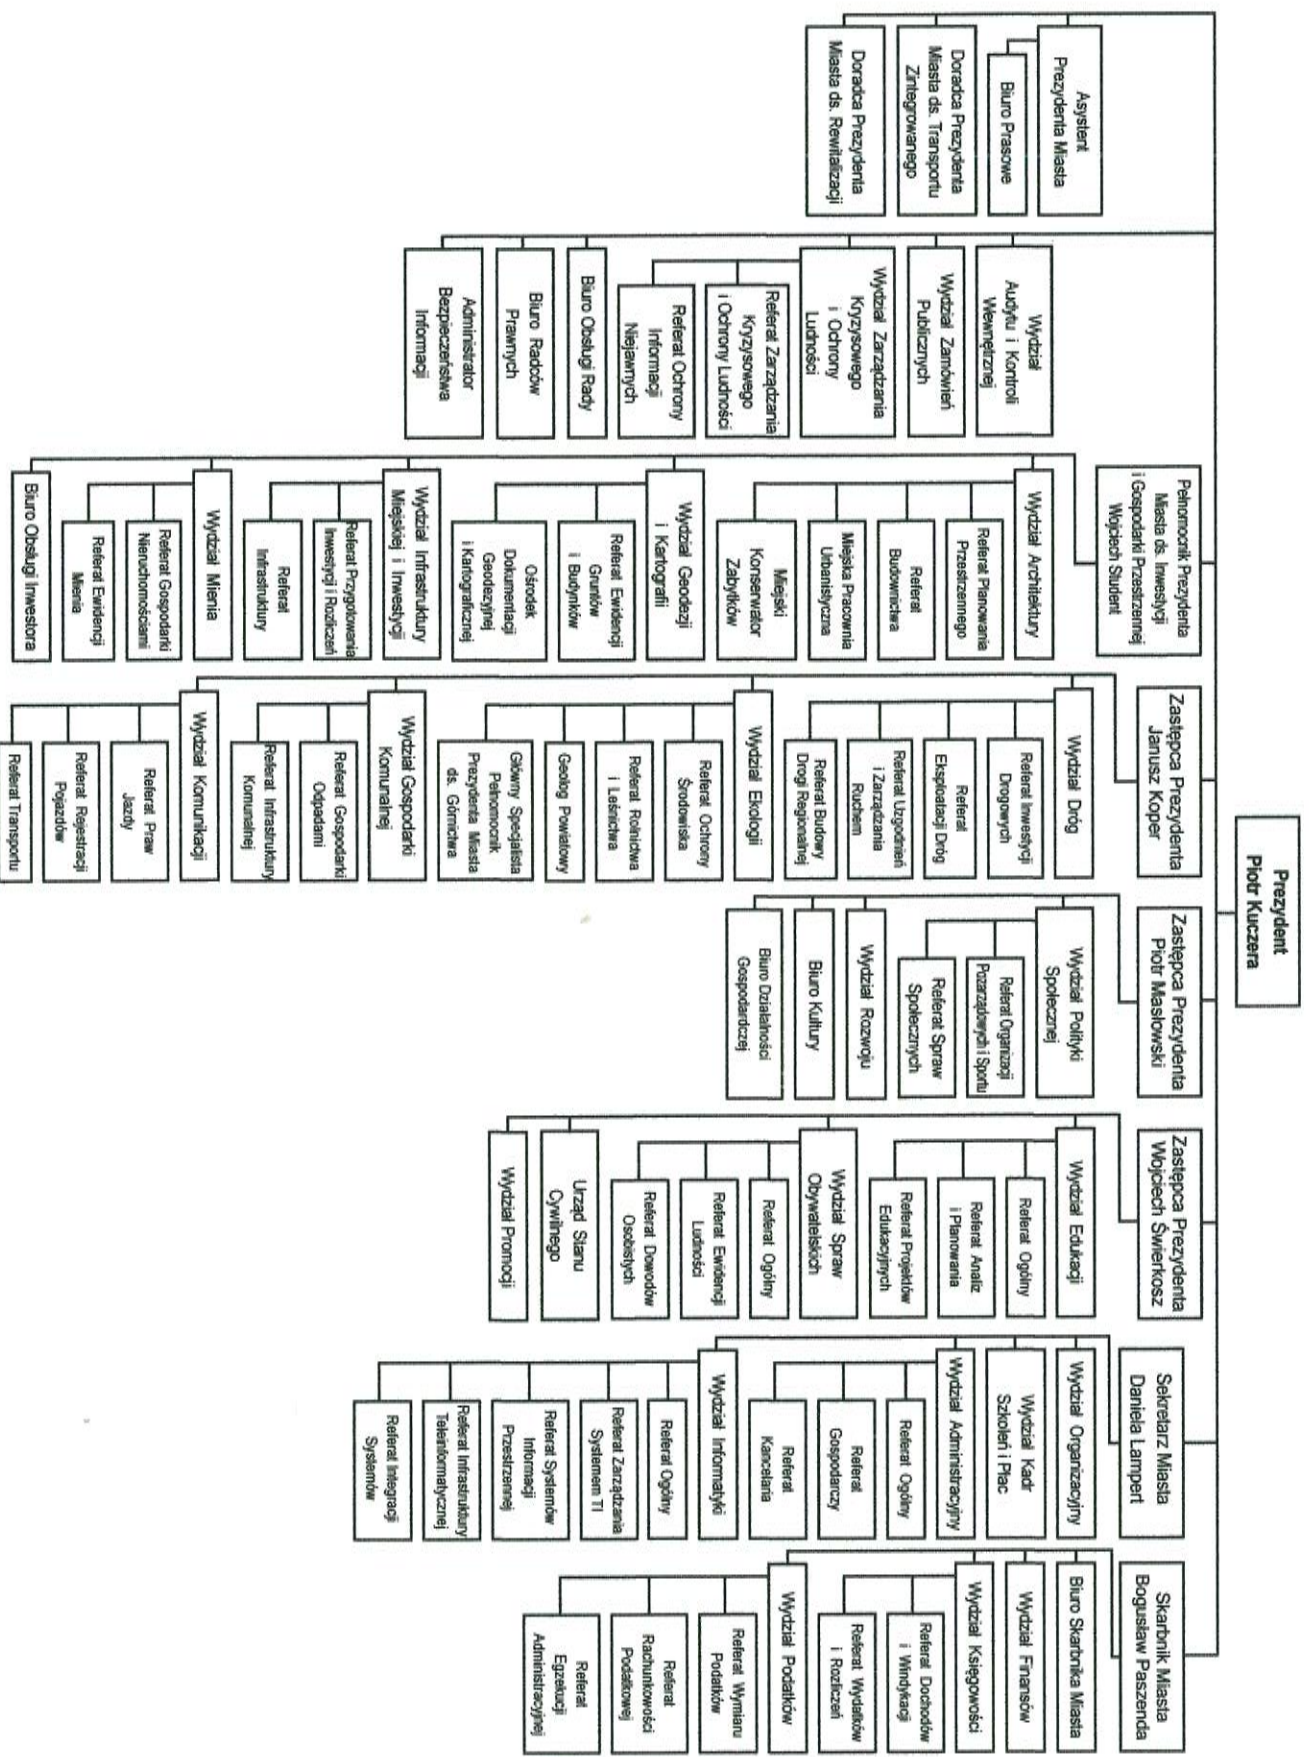 Prezydent
Piotr Kuczera
Asystent
Prezydenta Miasta
Biuro Prasowe
Doradca Prezydenta
Miasta ds. Transportu
Zintegrowanego
Doradca Prezydenta
Miasta ds. Rewitalizacji
Wydział
Audytu i Kontroli
Wewnętrznej
Wydział Zamówień
Publicznych
Wydział Zarządzania
Kryzysowego
i Ochrony
Ludności
Referat Zarządzania
Kryzysowego
i Ochrony Ludności
Referat Ochrony
Informacji
Niejawnych
Biuro Obsługi Rady
Biuro Radców
Prawnych
Administrator
Bezpieczeństwa
Informacji
Pełnomocnik Prezydenta
Miasta ds. Inwestycji
i Gospodarki Przestrzennej
Wojciech Student
Wydział Architektury
Referat Planowania
Przestrzennego
Referat
Budownictwa
Miejska Pracownia
Urbanistyczna
Miejski
Konserwator
Zabytków
Wydział Geodezji
i Kartografii
Referat Ewidencji
Gruntów
i Budynków
Ośrodek
Dokumentacji
Geodezyjnej
i Kartograficznej
Wydział Infrastruktury
Miejskiej i Inwestycji
Referat Przygotowania
Inwestycji i Rozliczeń
Referat
Infrastruktury
Wydział Mienia
Referat Gospodarki
Nieruchomościami
Referat Ewidencji
Mienia
Biuro Obsługi Inwestora
Zastępca Prezydenta
Janusz Koper
Wydział Dróg
Referat Inwestycji
Drogowych
Referat
Eksploatacji Dróg
Referat Uzgodnień
i Zarządzania
Ruchem
Referat Budowy
Drogi Regionalnej
Wydział Ekologii
Referat Ochrony
Środowiska
Referat Rolnictwa
i Leśnictwa
Geolog Powiatowy
Główny Specjalista
Pełnomocnik
Prezydenta Miasta
ds. Górnictwa
Wydział Gospodarki
Komunalnej
Referat Gospodarki
Odpadami
Referat Infrastruktury
Komunalnej
Wydział Komunikacji
Referat Praw
Jazdy
Referat Rejestracji
Pojazdów
Referat Transportu
Zastępca Prezydenta
Piotr Masłowski
Wydział Polityki
Społecznej
Referat Organizacji
Pozarządowych i Sportu
Referat Spraw
Społecznych
Wydział Rozwoju
Biuro Kultury
Biuro Działalności
Gospodardczej
Zastępca Prezydenta
Wojciech Świerkosz
Wydział Edukacji
Referat Ogólny
Referat Analiz
i Planowania
Referat Projektów
Edukacyjnych
Wydział Spraw
Obywatelskich
Referat Ogólny
Referat Ewidencji
Ludności
Referat Dowodów
Osobistych
Urząd Stanu
Cywilnego
Wydział Promocji
Sekretarz Miasta
Daniela Lampert
Wydział Organizacyjny
Wydział Kadr
Szkoleń i Płac
Wydział Administracyjny
Referat Ogólny
Referat
Gospodarczy
Referat
Kancelaria
Wydział Informatyki
Referat Ogólny
Referat Zarządzania
Systemem TI
Referat Systemów
Informacji
Przestrzennej
Referat Infrastruktury
Teleinformatycznej
Referat Integracji
Systemów
Skarbnik Miasta
Bogusław Paszenda
Biuro Skarbnika Miasta
Wydział Finansów
Wydział Księgowości
Referat Dochodów
i Windykacji
Referat Wydatków
i Rozliczeń
Wydział Podatków
Referat Wymiaru
Podatków
Referat
Rachunkowości
Podatkowej
Referat
Egzekucji
Administracyjnej